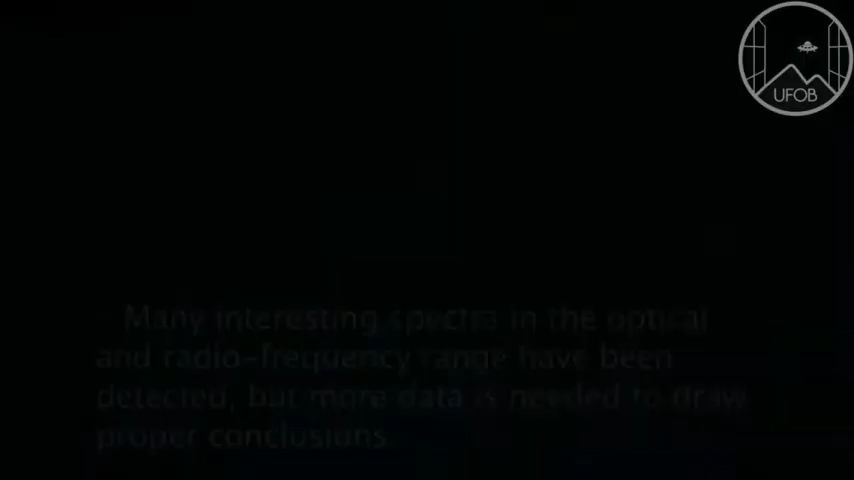 UFOB
Many interesting spectra in the optical
and radio-frequency range have been
detected, but more data is needed to draw
proper conclusions.